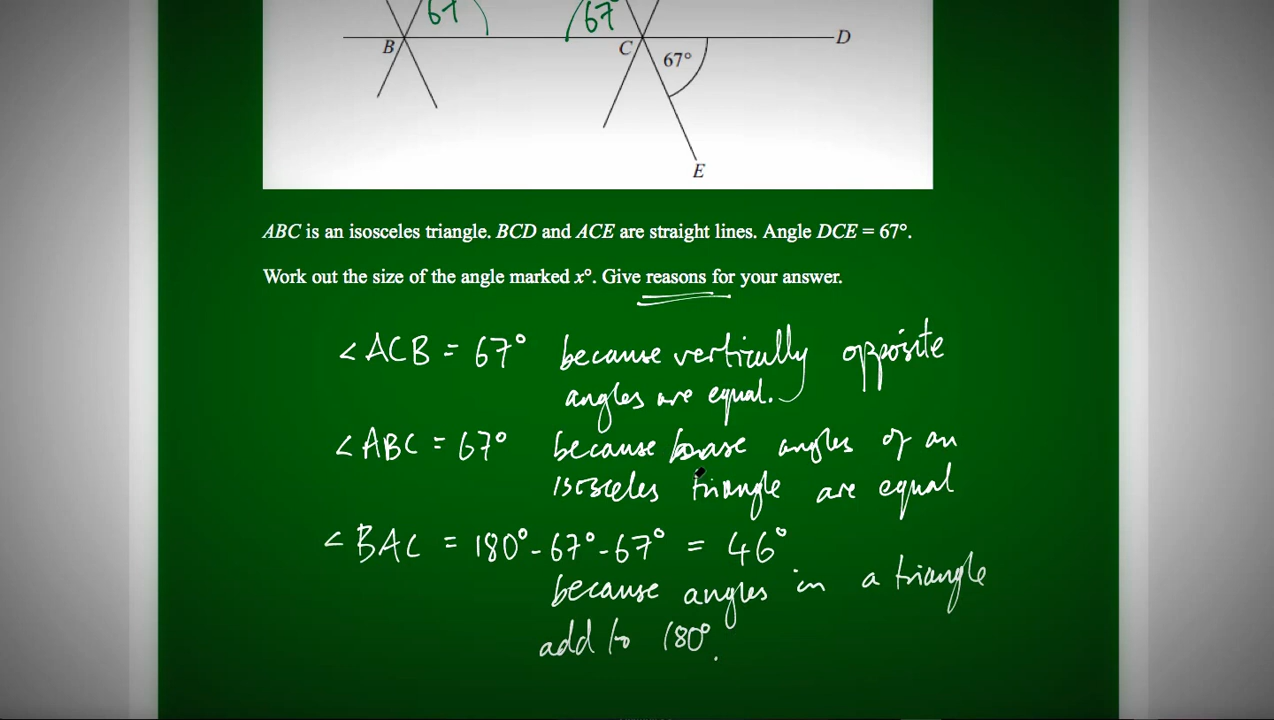 67
67°
B
C
D
67°
E
ABC is an isosceles triangle. BCD and ACE are straight lines. Angle DCE = 67°.
Work out the size of the angle marked x°. Give reasons for your answer.
∠ACB = 67° because vertically opposite
angles are equal.
∠ABC = 67° because base angles of an
isosceles triangle are equal
∠BAC = 180° - 67° - 67° = 46°
because angles in a triangle
add to 180°.